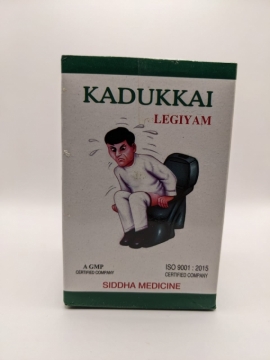 KADUKKAI
LEGIYAM
A GMP
CERTIFIED COMPANY
ISO 9001 : 2015
CERTIFIED COMPANY
SIDDHA MEDICINE